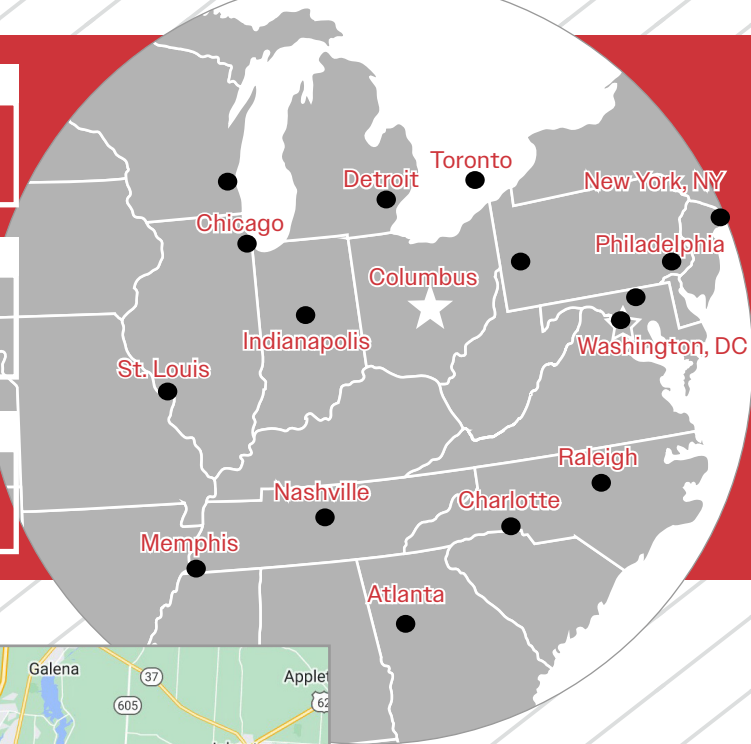 Toronto
Detroit
New York, NY
Chicago
Philadelphia
Columbus
Indianapolis
Washington, DC
St. Louis
Raleigh
Nashville
Charlotte
Memphis
Atlanta
Galena
37
605
62